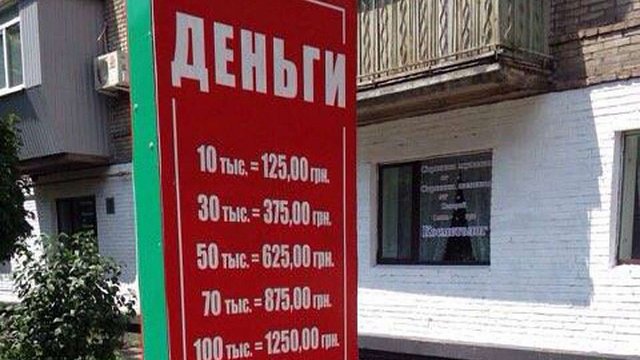 ДЕНЬГИ
10 тыс. = 125,00 грн.
30 тыс. = 375,00 грн.
50 тыс. = 625,00 грн.
70 тыс. = 875,00 грн.
100 тыс. = 1250,00 грн.
Косметолог